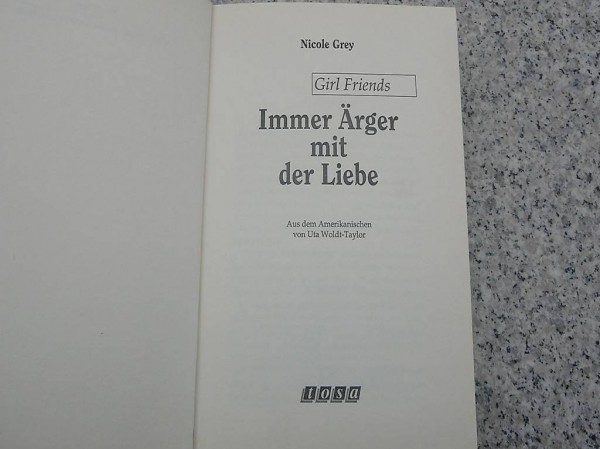 Nicole Grey
Girl Friends
Immer Ärger
mit
der Liebe
Aus dem Amerikanischen
von Uta Woldt-Taylor
tosa